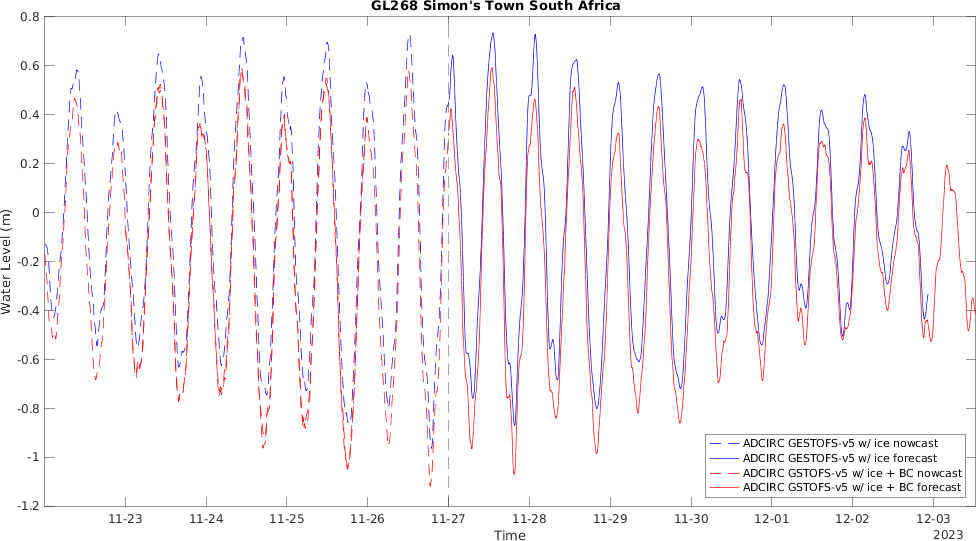 GL268 Simon's Town South Africa
0.8
0.6
0.4
0.2
0
-0.2
-0.4
-0.6
-0.8
-1
-1.2
Water Level (m)
11-23 11-24 11-25 11-26 11-27 11-28 11-29 11-30 12-01 12-02 12-03
2023
Time
ADCIRC GESTOFS-v5 w/ ice nowcast
ADCIRC GESTOFS-v5 w/ ice forecast
ADCIRC GSTOFS-v5 w/ ice + BC nowcast
ADCIRC GSTOFS-v5 w/ ice + BC forecast